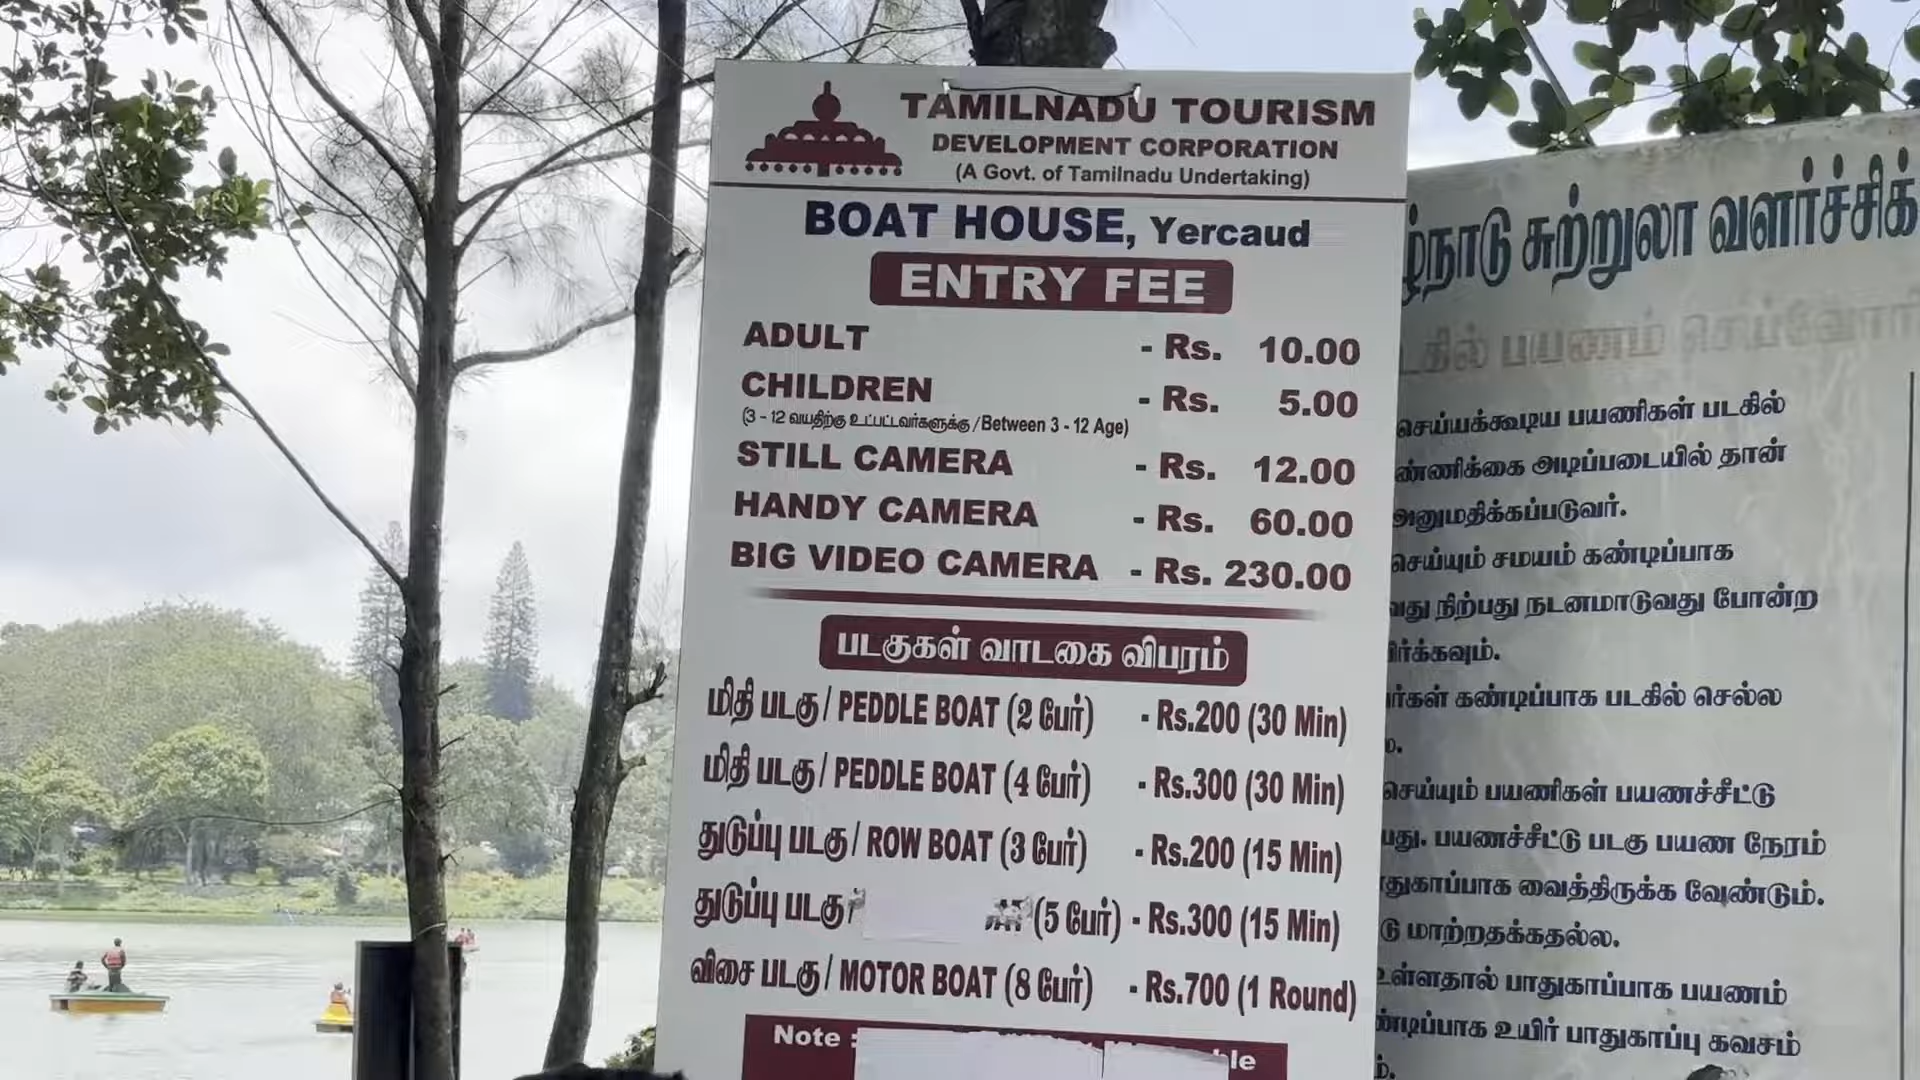 TAMILNADU TOURISM
DEVELOPMENT CORPORATION
(A Govt. of Tamilnadu Undertaking)
BOAT HOUSE, Yercaud
ENTRY FEE
ADULT - Rs. 10.00
CHILDREN - Rs. 5.00
(3 - 12 வயதிற்கு உட்பட்டவர்களுக்கு / Between 3 - 12 Age)
STILL CAMERA - Rs. 12.00
HANDY CAMERA - Rs. 60.00
BIG VIDEO CAMERA - Rs. 230.00
படகுகள் வாடகை விபரம்
மிதி படகு / PEDDLE BOAT (2 பேர்) - Rs.200 (30 Min)
மிதி படகு / PEDDLE BOAT (4 பேர்) - Rs.300 (30 Min)
துடுப்பு படகு / ROW BOAT (3 பேர்) - Rs.200 (15 Min)
துடுப்பு படகு / (5 பேர்) - Rs.300 (15 Min)
விசை படகு / MOTOR BOAT (8 பேர்) - Rs.700 (1 Round)
Note :
சுற்றுலா வளர்ச்சிக்
பயணம் செய்வோர்
செய்யக்கூடிய பயணிகள் படகில்
அடிப்படையில் தான்
அனுமதிக்கப்படுவர்.
செய்யும் சமயம் கண்டிப்பாக
நிற்பது நடனமாடுவது போன்ற
கண்டிப்பாக படகில் செல்ல
செய்யும் பயணிகள் பயணச்சீட்டு
பயணச்சீட்டு படகு பயண நேரம்
வைத்திருக்க வேண்டும்.
மாற்றதக்கதல்ல.
உள்ளதால் பாதுகாப்பாக பயணம்
உயிர் பாதுகாப்பு கவசம்